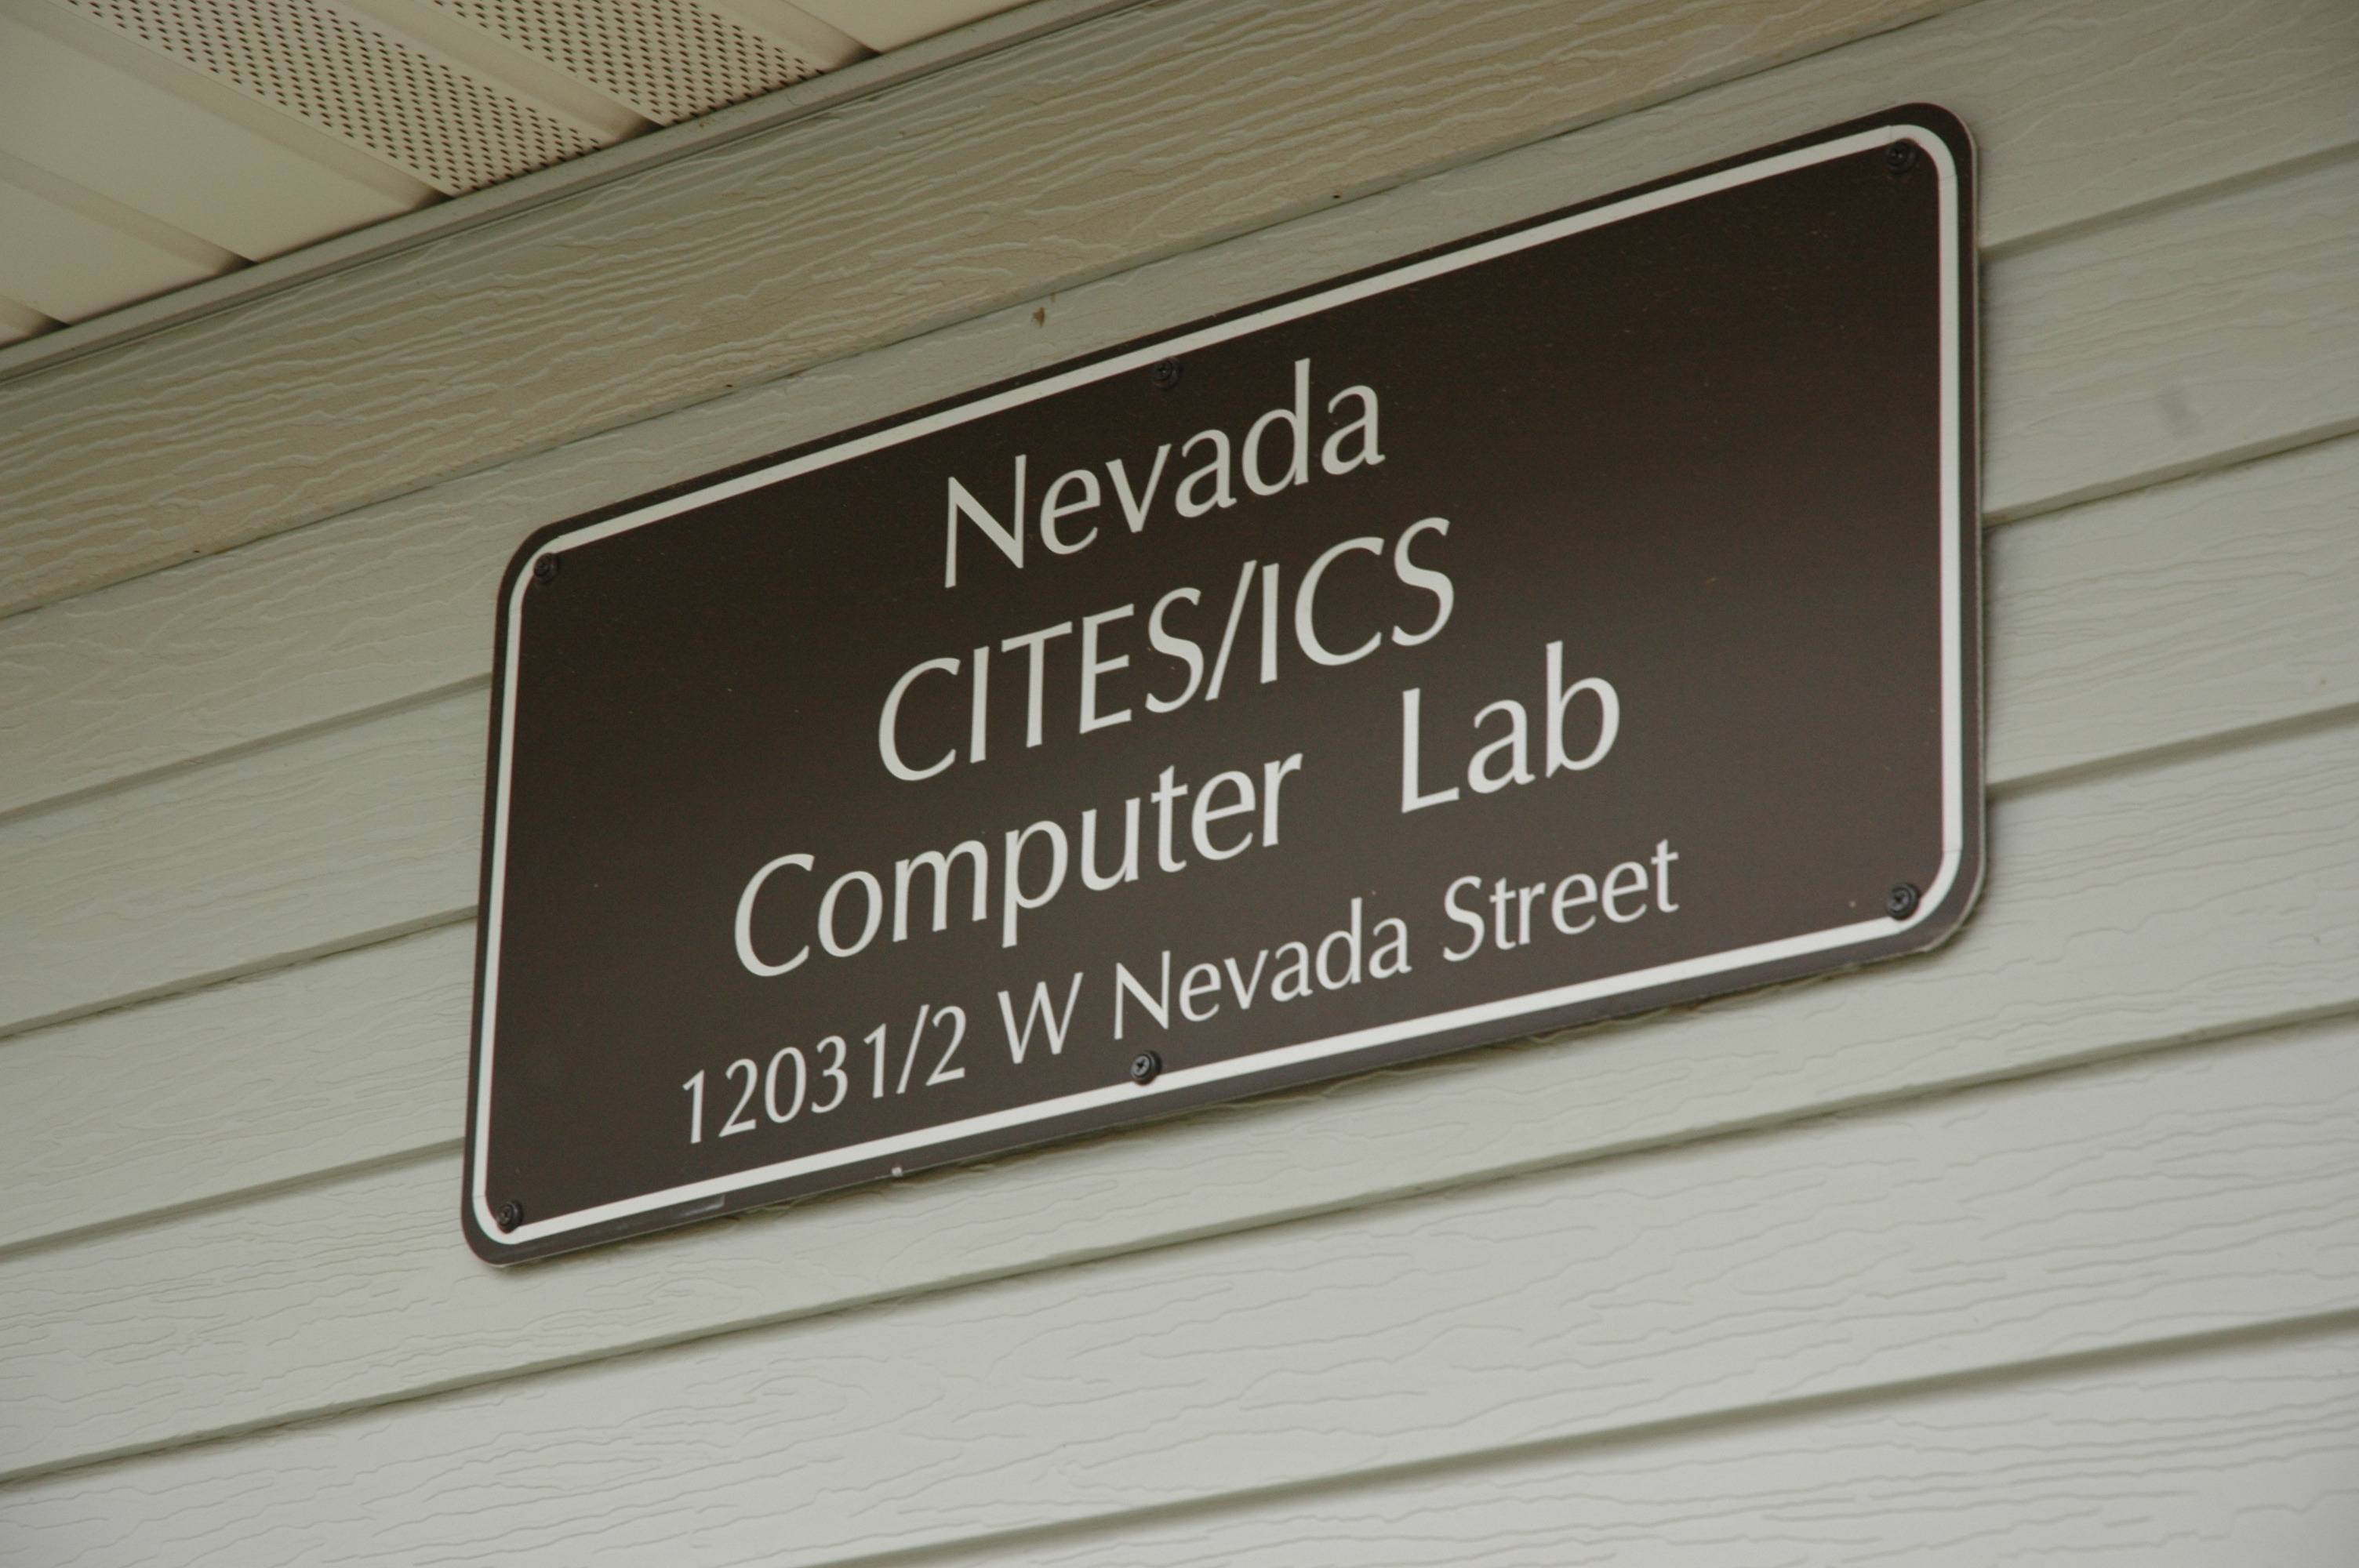 Nevada
CITES/ICS
Computer Lab
12031/2 W Nevada Street